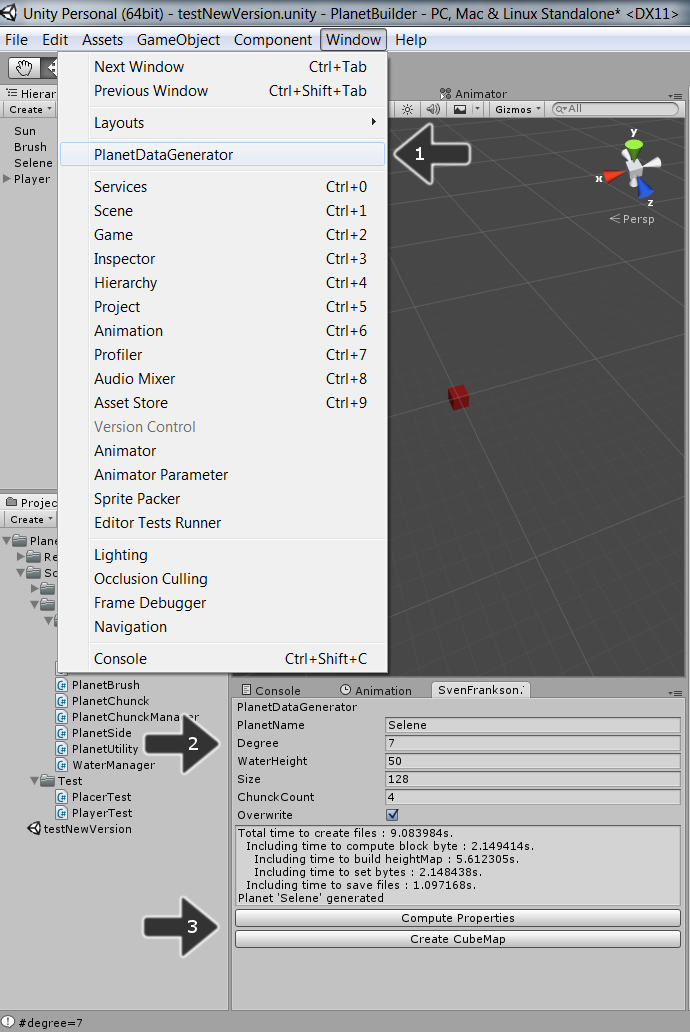 Unity Personal (64bit) - testNewVersion.unity - PlanetBuilder - PC, Mac & Linux Standalone* <DX11>
File Edit Assets GameObject Component Window Help
Next Window Ctrl+Tab
Previous Window Ctrl+Shift+Tab
Layouts
PlanetDataGenerator
Services Ctrl+0
Scene Ctrl+1
Game Ctrl+2
Inspector Ctrl+3
Hierarchy Ctrl+4
Project Ctrl+5
Animation Ctrl+6
Profiler Ctrl+7
Audio Mixer Ctrl+8
Asset Store Ctrl+9
Version Control
Animator
Animator Parameter
Sprite Packer
Editor Tests Runner
Lighting
Occlusion Culling
Frame Debugger
Navigation
Console Ctrl+Shift+C
Hierar
Create
Sun
Brush
Selene
Player
Animator
Gizmos All
1
y
x
z
Persp
Projec
Create
Plane
Re
Sc
PlanetBrush
PlanetChunck
PlanetChunckManager
PlanetSide
PlanetUtility
WaterManager
Test
PlacerTest
PlayerTest
testNewVersion
2
3
Console Animation SvenFrankson.
PlanetDataGenerator
PlanetName Selene
Degree 7
WaterHeight 50
Size 128
ChunckCount 4
Overwrite
Total time to create files : 9.083984s.
Including time to compute block byte : 2.149414s.
Including time to build heightMap : 5.612305s.
Including time to set bytes : 2.148438s.
Including time to save files : 1.097168s.
Planet 'Selene' generated
Compute Properties
Create CubeMap
#degree=7